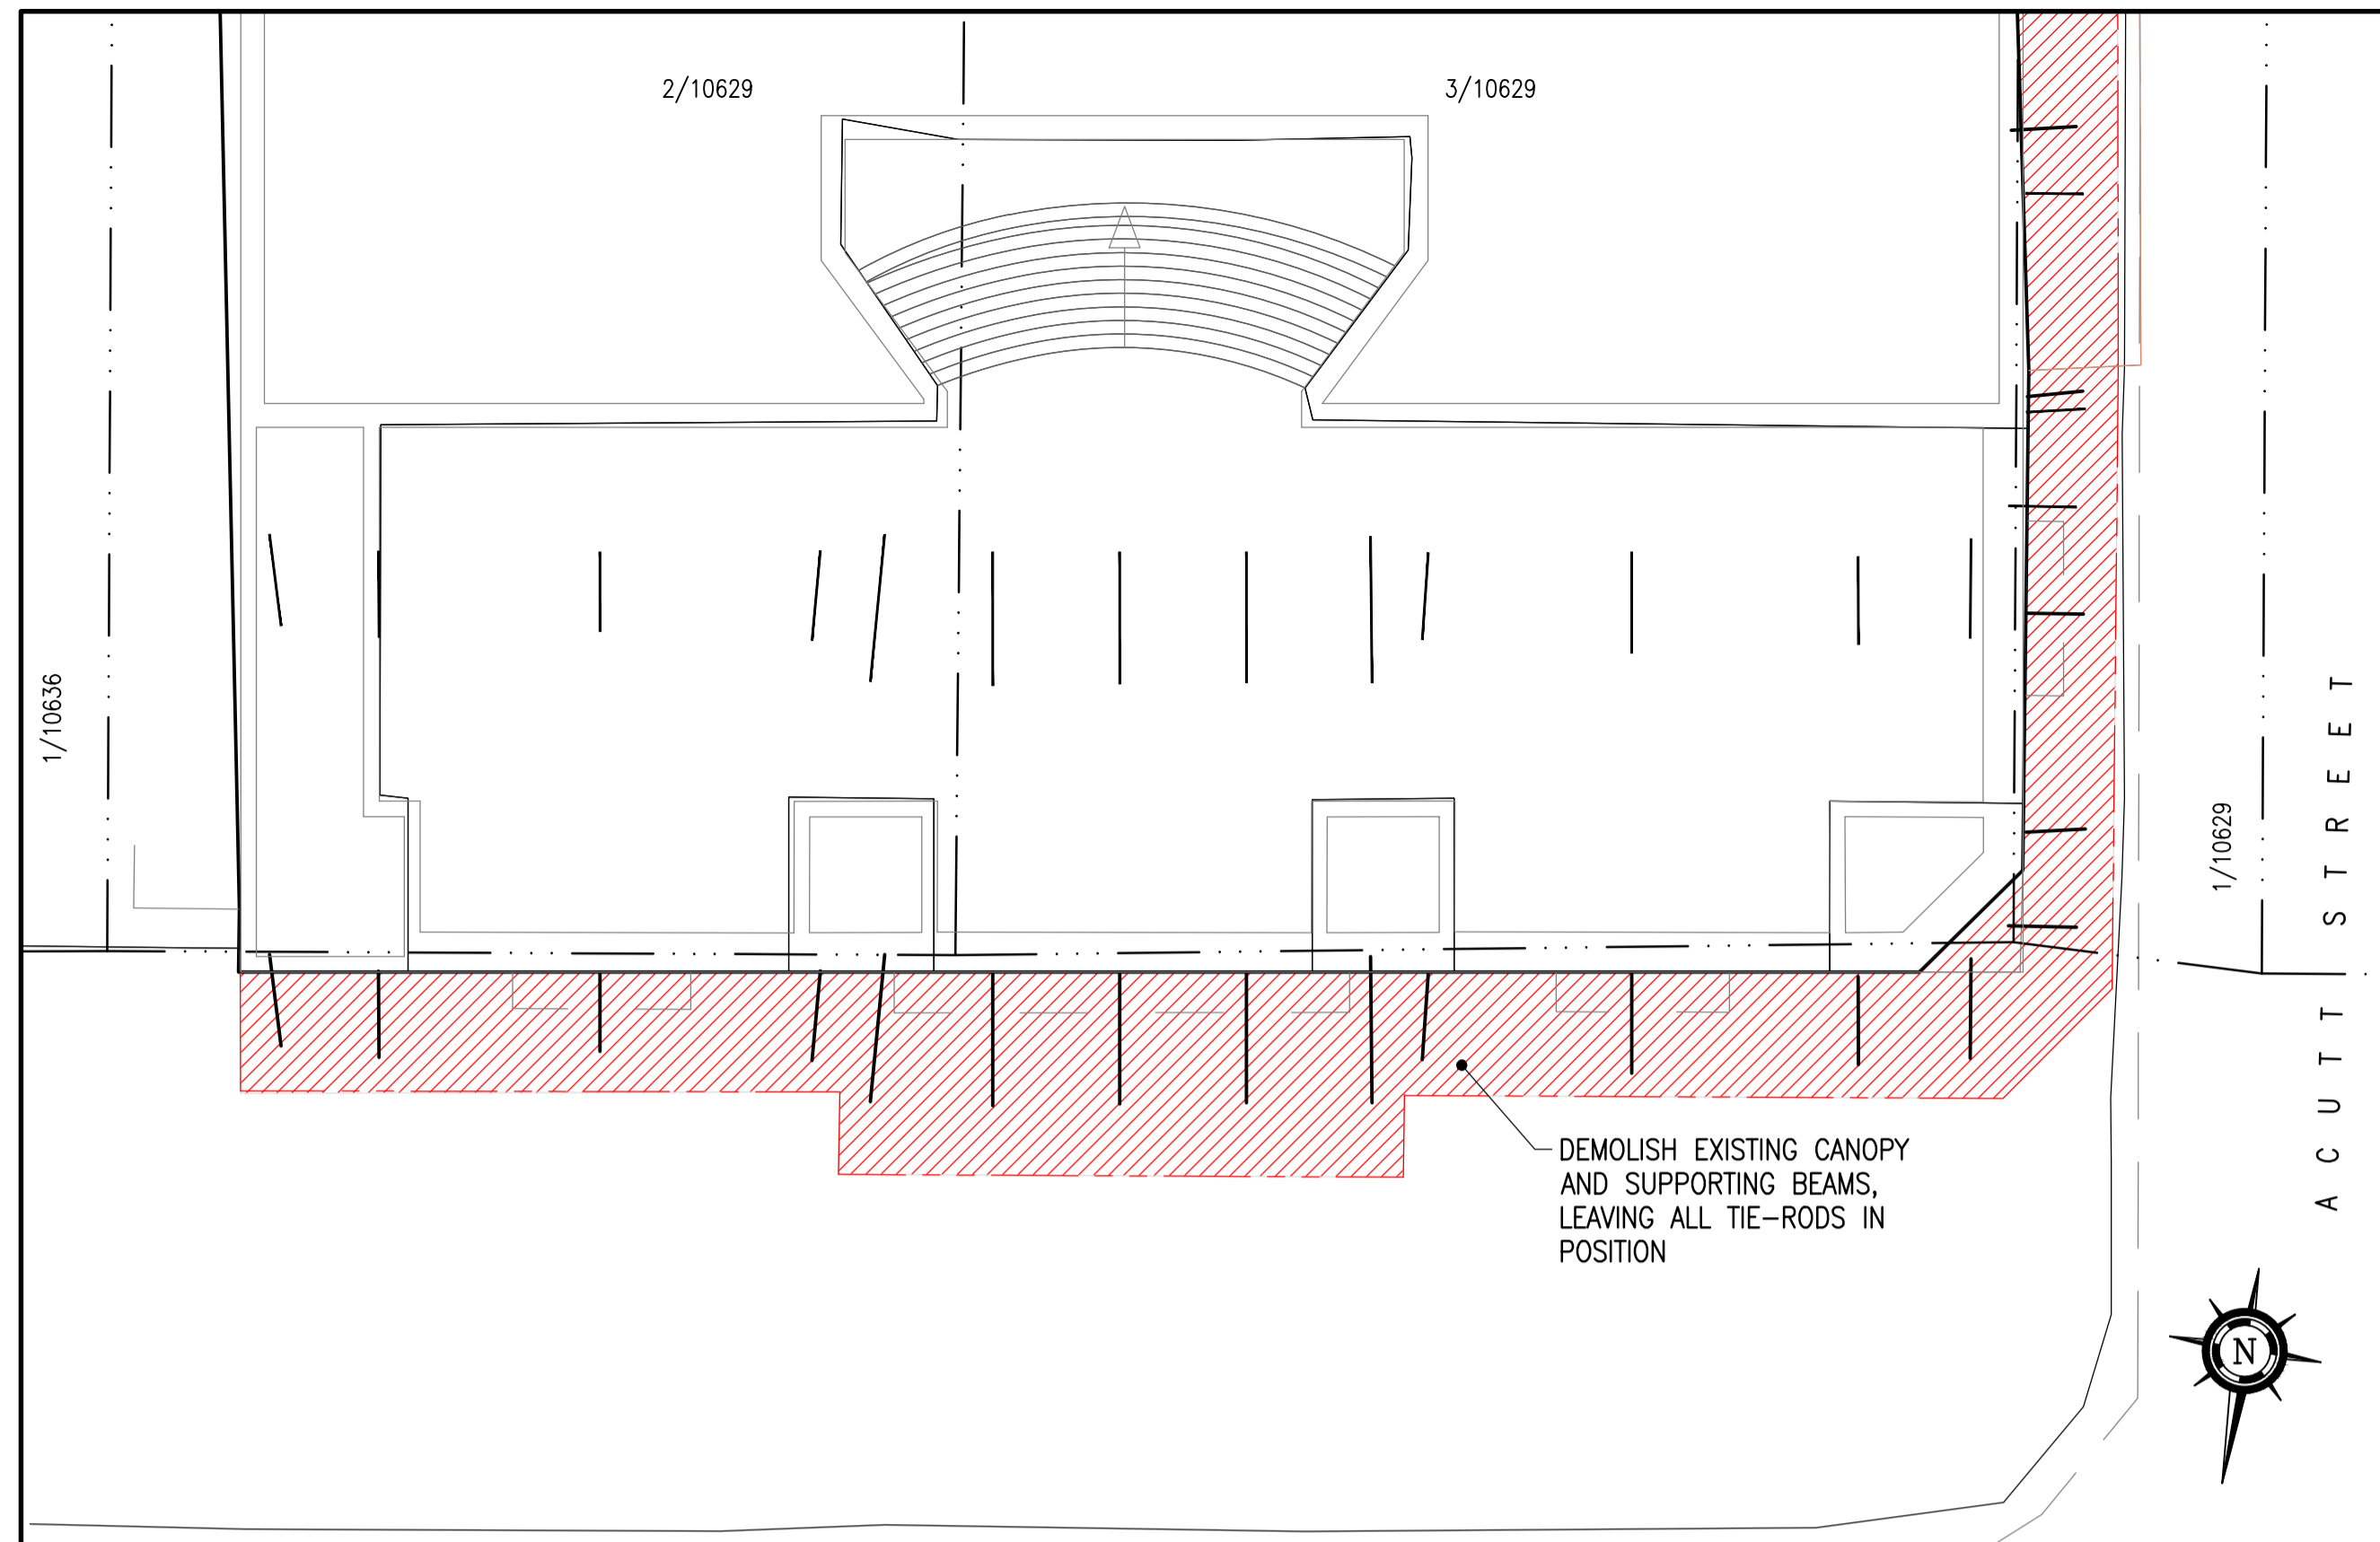 2/10629
3/10629
1/10636
1/10629
ACUTT STREET
DEMOLISH EXISTING CANOPY
AND SUPPORTING BEAMS,
LEAVING ALL TIE-RODS IN
POSITION
N